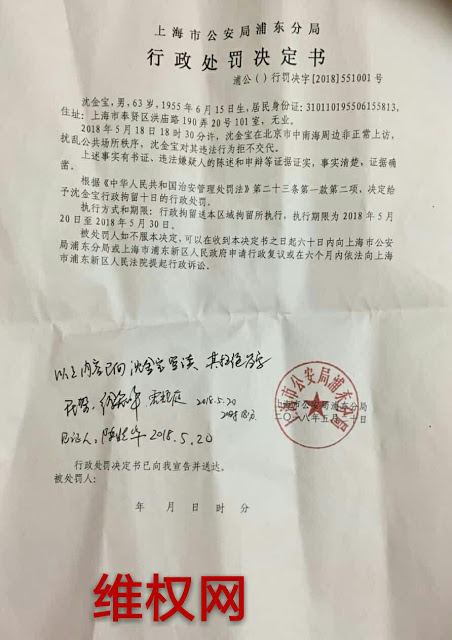 上海市公安局浦东分局
行政处罚决定书
浦公（）行罚决字[2018]551001号
沈金宝，男，63岁，1955年6月15日生，居民身份证：310110195506155813，
住址：上海市奉贤区洪庙路190弄20号101室，无业。
2018年5月18日18时30分许，沈金宝在北京市中南海周边非正常上访，
扰乱公共场所秩序，沈金宝对其违法行为拒不交代。
上述事实有书证、违法嫌疑人的陈述和申辩等证据证实，事实清楚，证据确
凿。
根据《中华人民共和国治安管理处罚法》第二十三条第一款第二项，决定给
予沈金宝行政拘留十日的行政处罚。
执行方式和期限：行政拘留送本区域拘留所执行，执行期限为2018年5月
20日至2018年5月30日。
被处罚人如不服本决定，可以在收到本决定书之日起六十日内向上海市公安
局浦东分局或上海市浦东新区人民政府申请行政复议或在六个月内依法向上海
市浦东新区人民法院提起行政诉讼。
以上内容已向沈金宝宣读 其拒绝签字
2018.5.20
见证人：2018.5.20
上海市公安局浦东分局
上海市公安局浦东分局
二〇一八年五月二十日
行政处罚决定书已向我宣告并送达。
被处罚人：
年 月 日 时 分
维权网